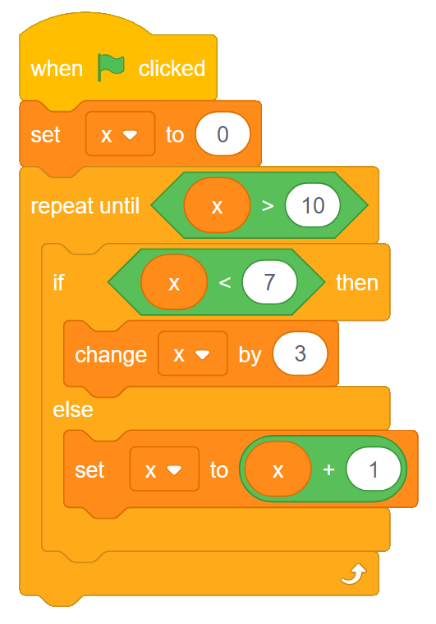 when clicked
set x to 0
repeat until x > 10
if x < 7 then
change x by 3
else
set x to x + 1